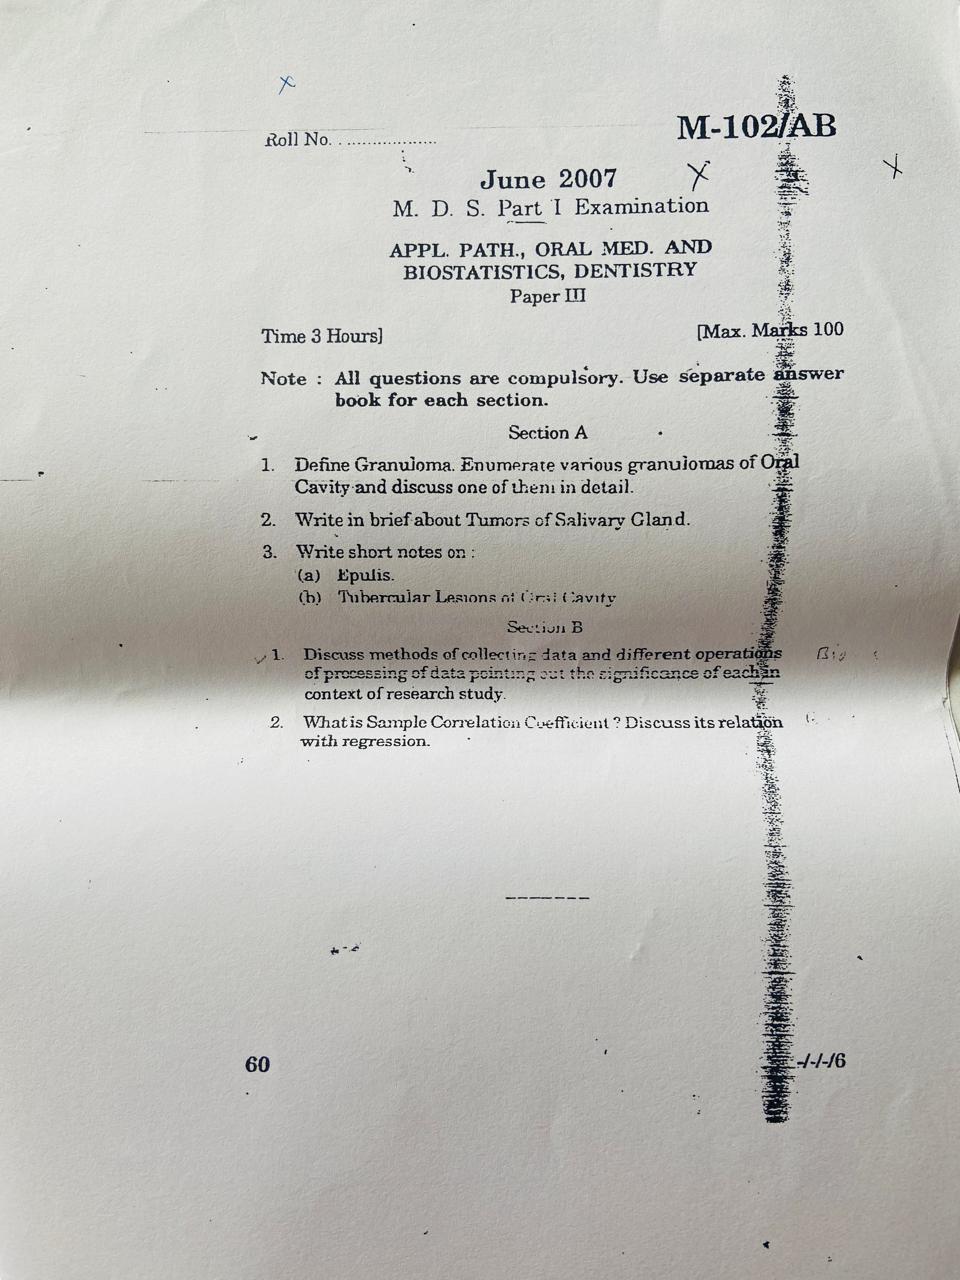 M-102/AB
Roll No. . ..................
June 2007
M. D. S. Part I Examination
APPL. PATH., ORAL MED. AND
BIOSTATISTICS, DENTISTRY
Paper III
Time 3 Hours] [Max. Marks 100
Note : All questions are compulsory. Use separate answer
book for each section.
Section A
1. Define Granuloma. Enumerate various granulomas of Oral
Cavity and discuss one of them in detail.
2. Write in brief about Tumors of Salivary Gland.
3. Write short notes on :
(a) Epulis.
(b) Tubercular Lesions of Oral Cavity
Section B
1. Discuss methods of collecting data and different operations
of processing of data pointing out the significance of each in
context of research study.
2. What is Sample Correlation Coefficient ? Discuss its relation
with regression.
60 -/-/-/6